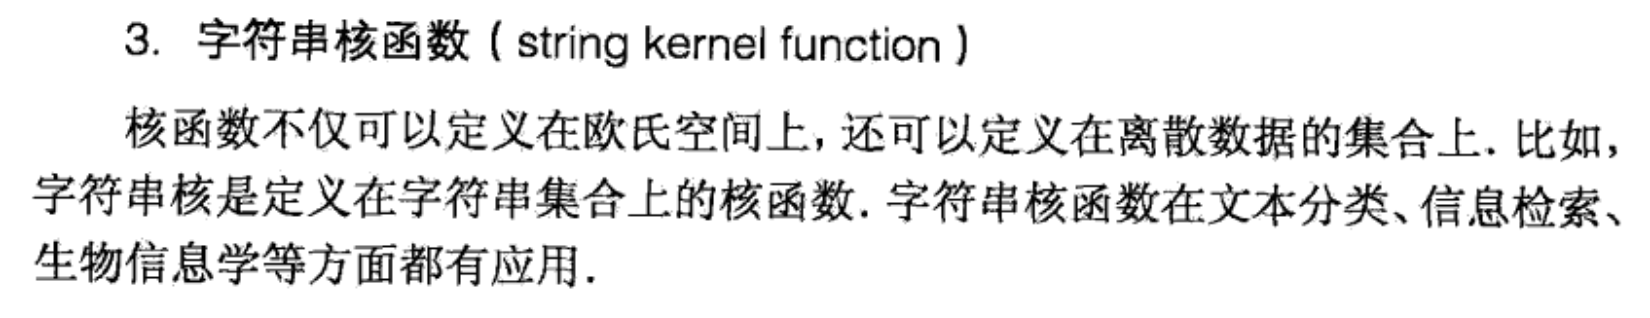 3. 字符串核函数（string kernel function）
核函数不仅可以定义在欧氏空间上，还可以定义在离散数据的集合上．比如，
字符串核是定义在字符串集合上的核函数．字符串核函数在文本分类、信息检索、
生物信息学等方面都有应用．